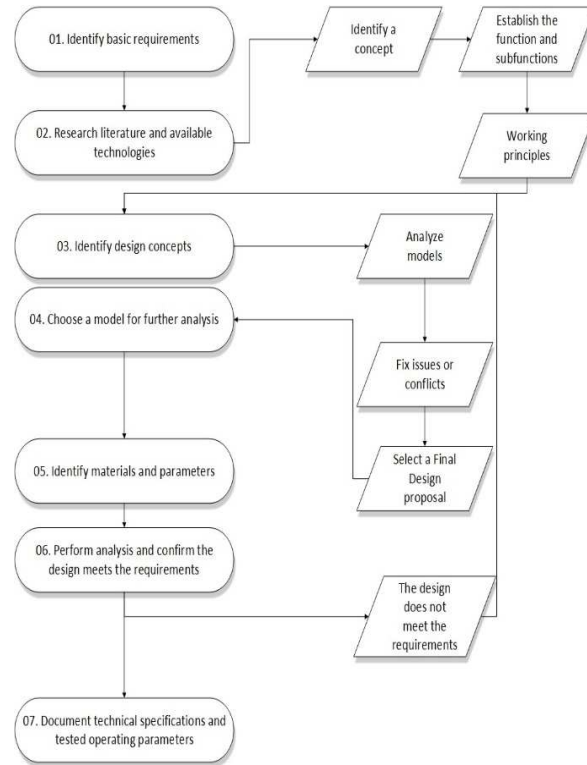 01. Identify basic requirements
Identify a
concept
Establish the
function and
subfunctions
02. Research literature and available
technologies
Working
principles
03. Identify design concepts
Analyze
models
04. Choose a model for further analysis
Fix issues or
conflicts
Select a Final
Design
proposal
05. Identify materials and parameters
06. Perform analysis and confirm the
design meets the requirements
The design
does not
meet the
requirements
07. Document technical specifications and
tested operating parameters